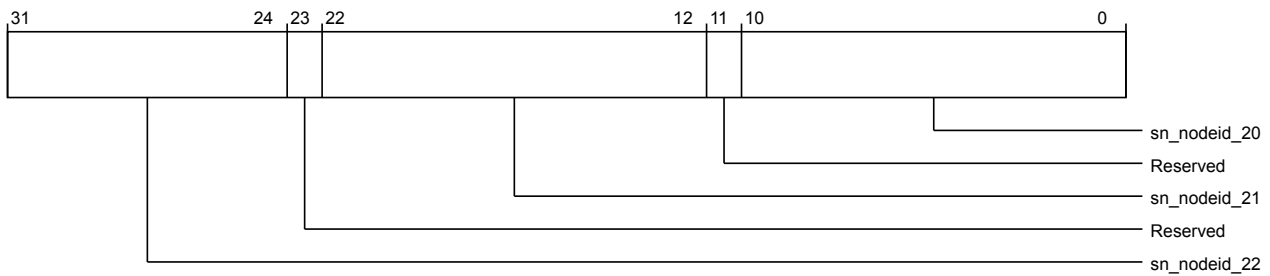 31 24 23 22 12 11 10 0
sn_nodeid_20
Reserved
sn_nodeid_21
Reserved
sn_nodeid_22